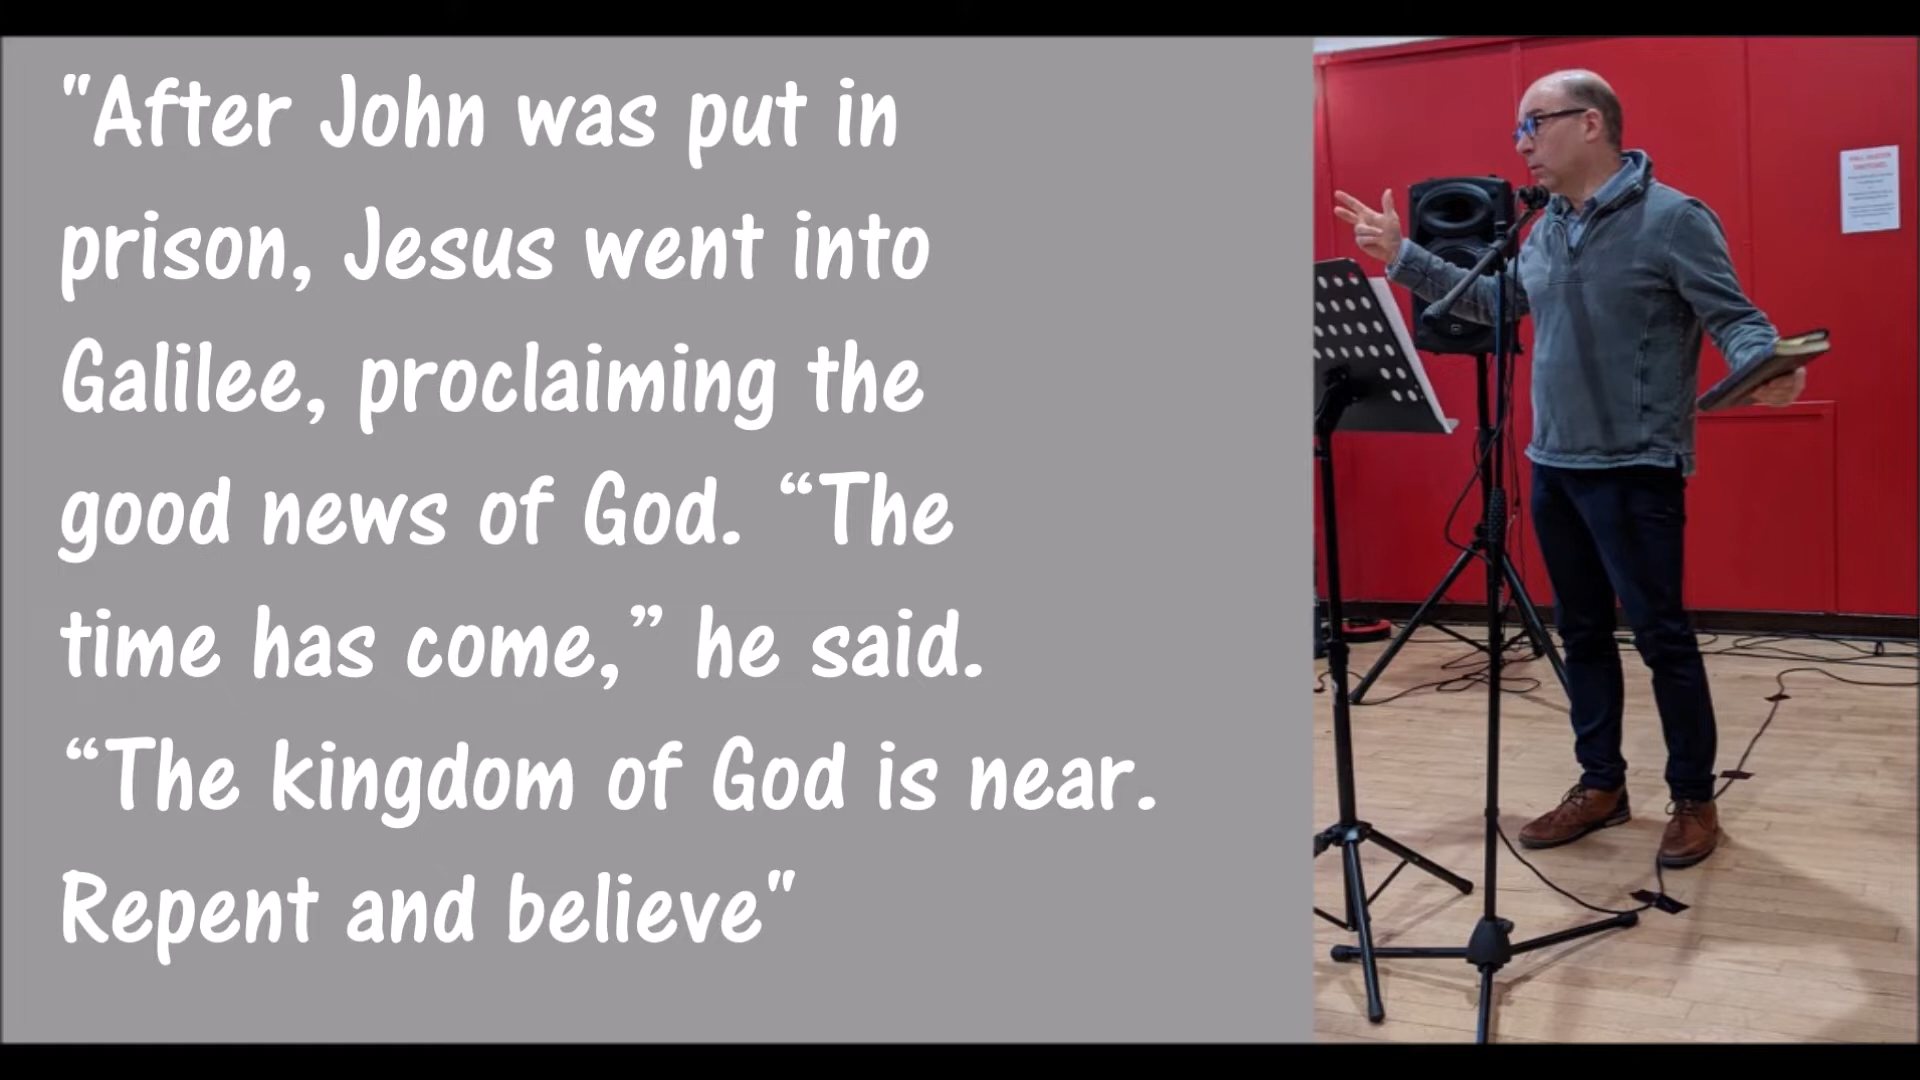 "After John was put in
prison, Jesus went into
Galilee, proclaiming the
good news of God. “The
time has come,” he said.
“The kingdom of God is near.
Repent and believe"